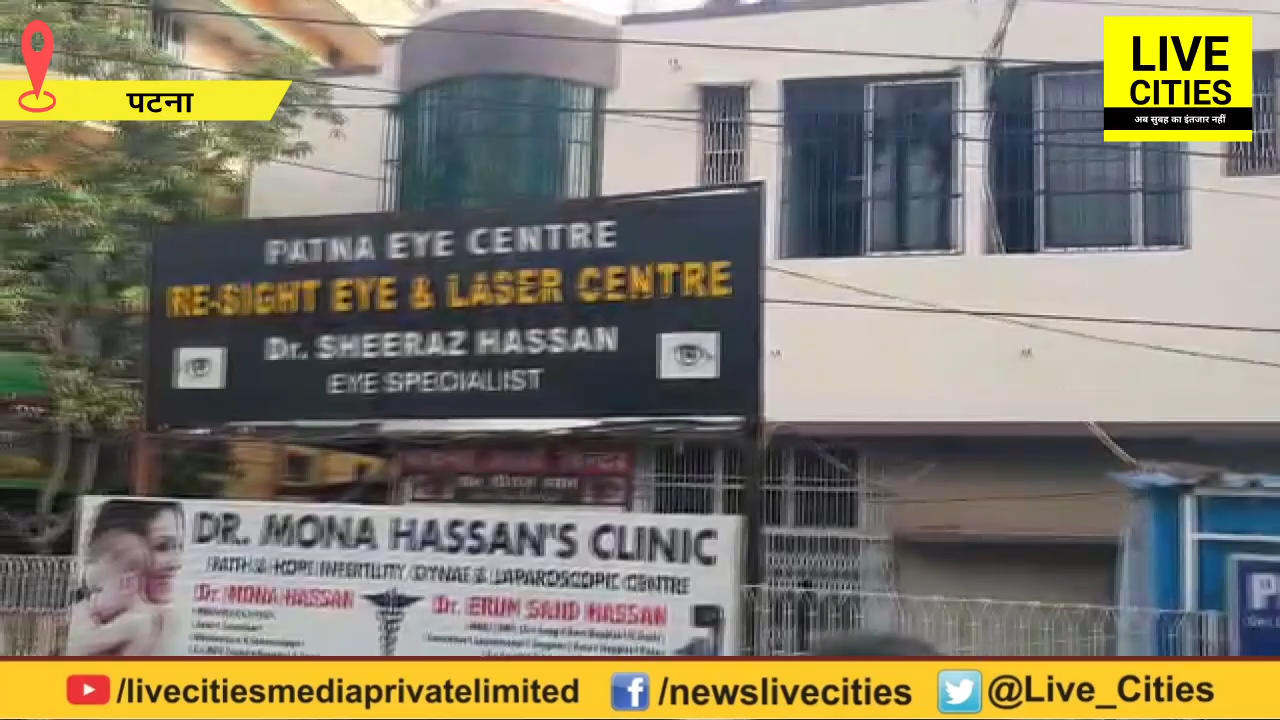 पटना
LIVE
CITIES
अब सुबह का इंतजार नहीं
PATNA EYE CENTRE
RE-SIGHT EYE & LASER CENTRE
Dr. SHEERAZ HASSAN
EYE SPECIALIST
DR. MONA HASSAN'S CLINIC
FAITH & HOPE INFERTILITY GYNAE & LAPAROSCOPIC CENTRE
Dr. MONA HASSAN
Dr. ERUM SAJID HASSAN
/livecitiesmediaprivatelimited
/newslivecities
@Live_Cities